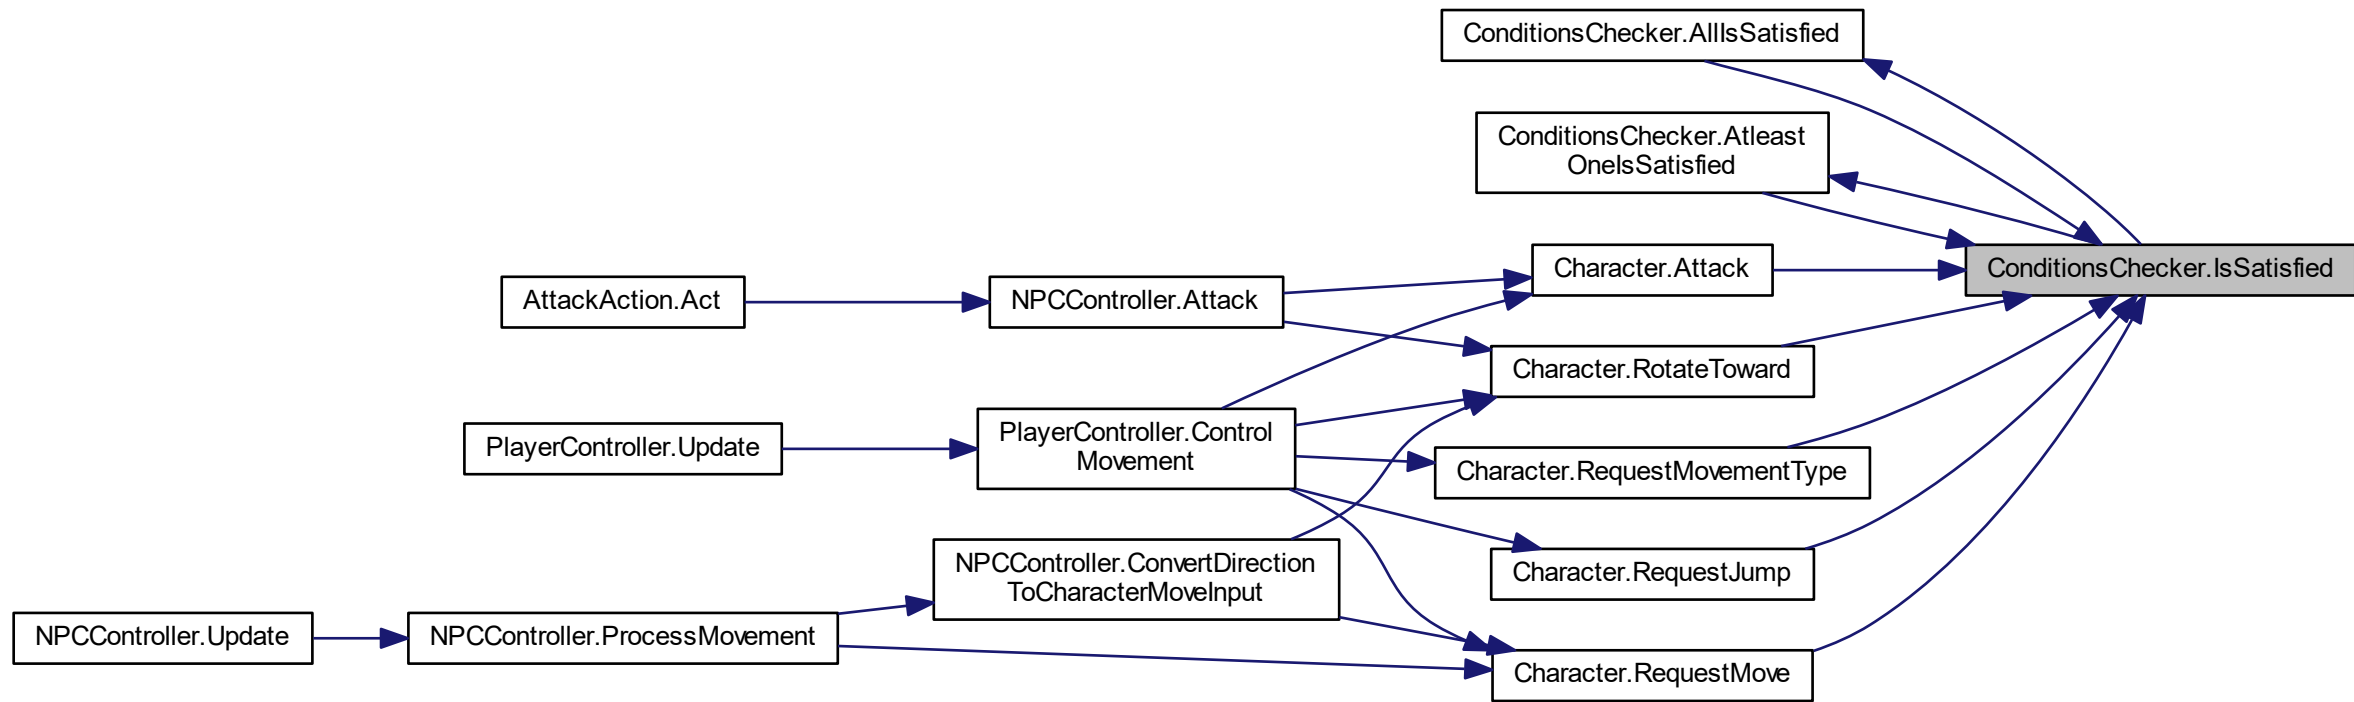 ConditionsChecker.AllIsSatisfied
ConditionsChecker.Atleast
OneIsSatisfied
Character.Attack
ConditionsChecker.IsSatisfied
AttackAction.Act
NPCController.Attack
Character.RotateToward
PlayerController.Update
PlayerController.Control
Movement
Character.RequestMovementType
NPCController.ConvertDirection
ToCharacterMoveInput
Character.RequestJump
NPCController.Update
NPCController.ProcessMovement
Character.RequestMove